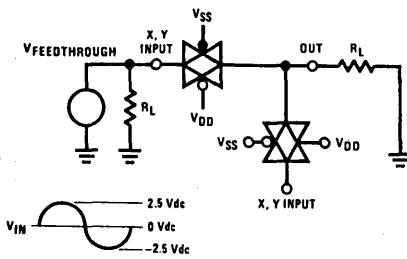 VSS
X, Y
INPUT
OUT
RL
VFEEDTHROUGH
RL
VDD
VSS
VDD
X, Y INPUT
2.5 Vdc
VIN
0 Vdc
-2.5 Vdc